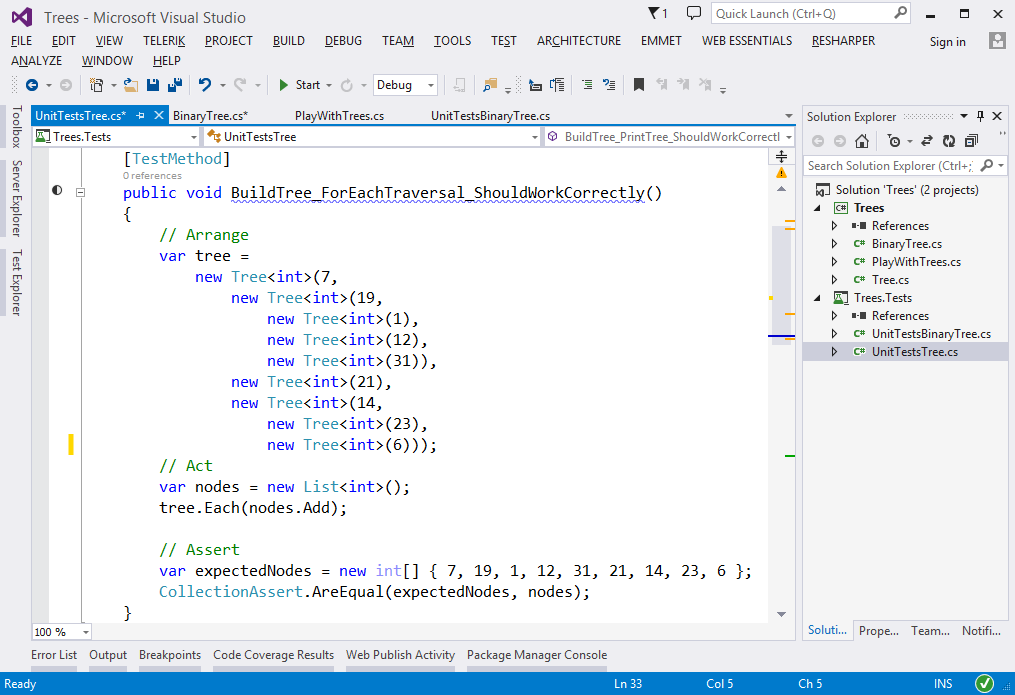 Trees - Microsoft Visual Studio
1
Quick Launch (Ctrl+Q)
FILE EDIT VIEW TELERIK PROJECT BUILD DEBUG TEAM TOOLS TEST ARCHITECTURE EMMET WEB ESSENTIALS RESHARPER
Sign in
ANALYZE WINDOW HELP
Start
Debug
Toolbox
Server Explorer
Test Explorer
UnitTestsTree.cs*
BinaryTree.cs*
PlayWithTrees.cs
UnitTestsBinaryTree.cs
Trees.Tests
UnitTestsTree
BuildTree_PrintTree_ShouldWorkCorrectl
[TestMethod]
0 references
public void BuildTree_ForEachTraversal_ShouldWorkCorrectly()
{
// Arrange
var tree =
new Tree<int>(7,
new Tree<int>(19,
new Tree<int>(1),
new Tree<int>(12),
new Tree<int>(31)),
new Tree<int>(21),
new Tree<int>(14,
new Tree<int>(23),
new Tree<int>(6)));
// Act
var nodes = new List<int>();
tree.Each(nodes.Add);
// Assert
var expectedNodes = new int[] { 7, 19, 1, 12, 31, 21, 14, 23, 6 };
CollectionAssert.AreEqual(expectedNodes, nodes);
}
100 %
Solution Explorer
Search Solution Explorer (Ctrl+;
Solution 'Trees' (2 projects)
C# Trees
References
C# BinaryTree.cs
C# PlayWithTrees.cs
C# Tree.cs
Trees.Tests
References
C# UnitTestsBinaryTree.cs
C# UnitTestsTree.cs
Soluti... Prope... Team... Notifi...
Error List Output Breakpoints Code Coverage Results Web Publish Activity Package Manager Console
Ready Ln 33 Col 5 Ch 5 INS